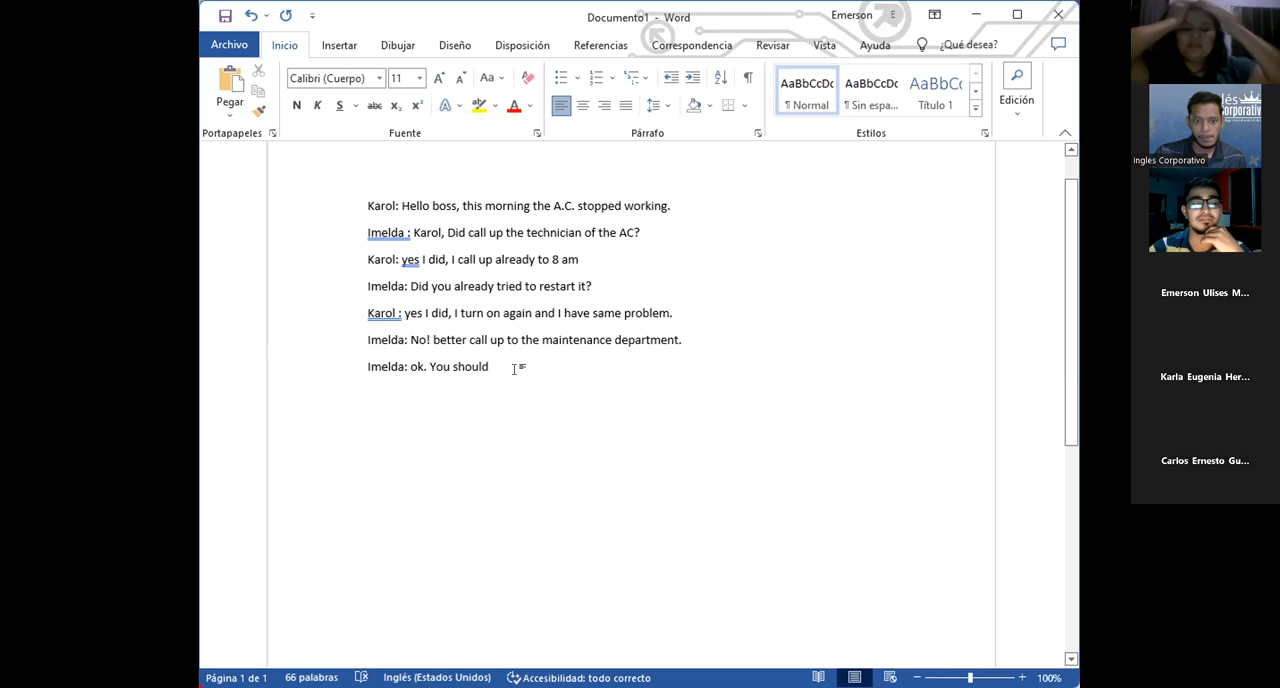 Documento1 - Word
Emerson E
Archivo Inicio Insertar Dibujar Diseño Disposición Referencias Correspondencia Revisar Vista Ayuda ¿Qué desea?
Pegar
Calibri (Cuerpo) 11 Aa
N K S abc x₂ x² A A
AaBbCcDc AaBbCcDc AaBbC
¶ Normal ¶ Sin espa... Título 1
Edición
Portapapeles Fuente Párrafo Estilos
Karol: Hello boss, this morning the A.C. stopped working.
Imelda : Karol, Did call up the technician of the AC?
Karol: yes I did, I call up already to 8 am
Imelda: Did you already tried to restart it?
Karol : yes I did, I turn on again and I have same problem.
Imelda: No! better call up to the maintenance department.
Imelda: ok. You should
Página 1 de 1 66 palabras Inglés (Estados Unidos) Accesibilidad: todo correcto 100%
Ingles Corporativo
Emerson Ulises M...
Karla Eugenia Her...
Carlos Ernesto Gu...